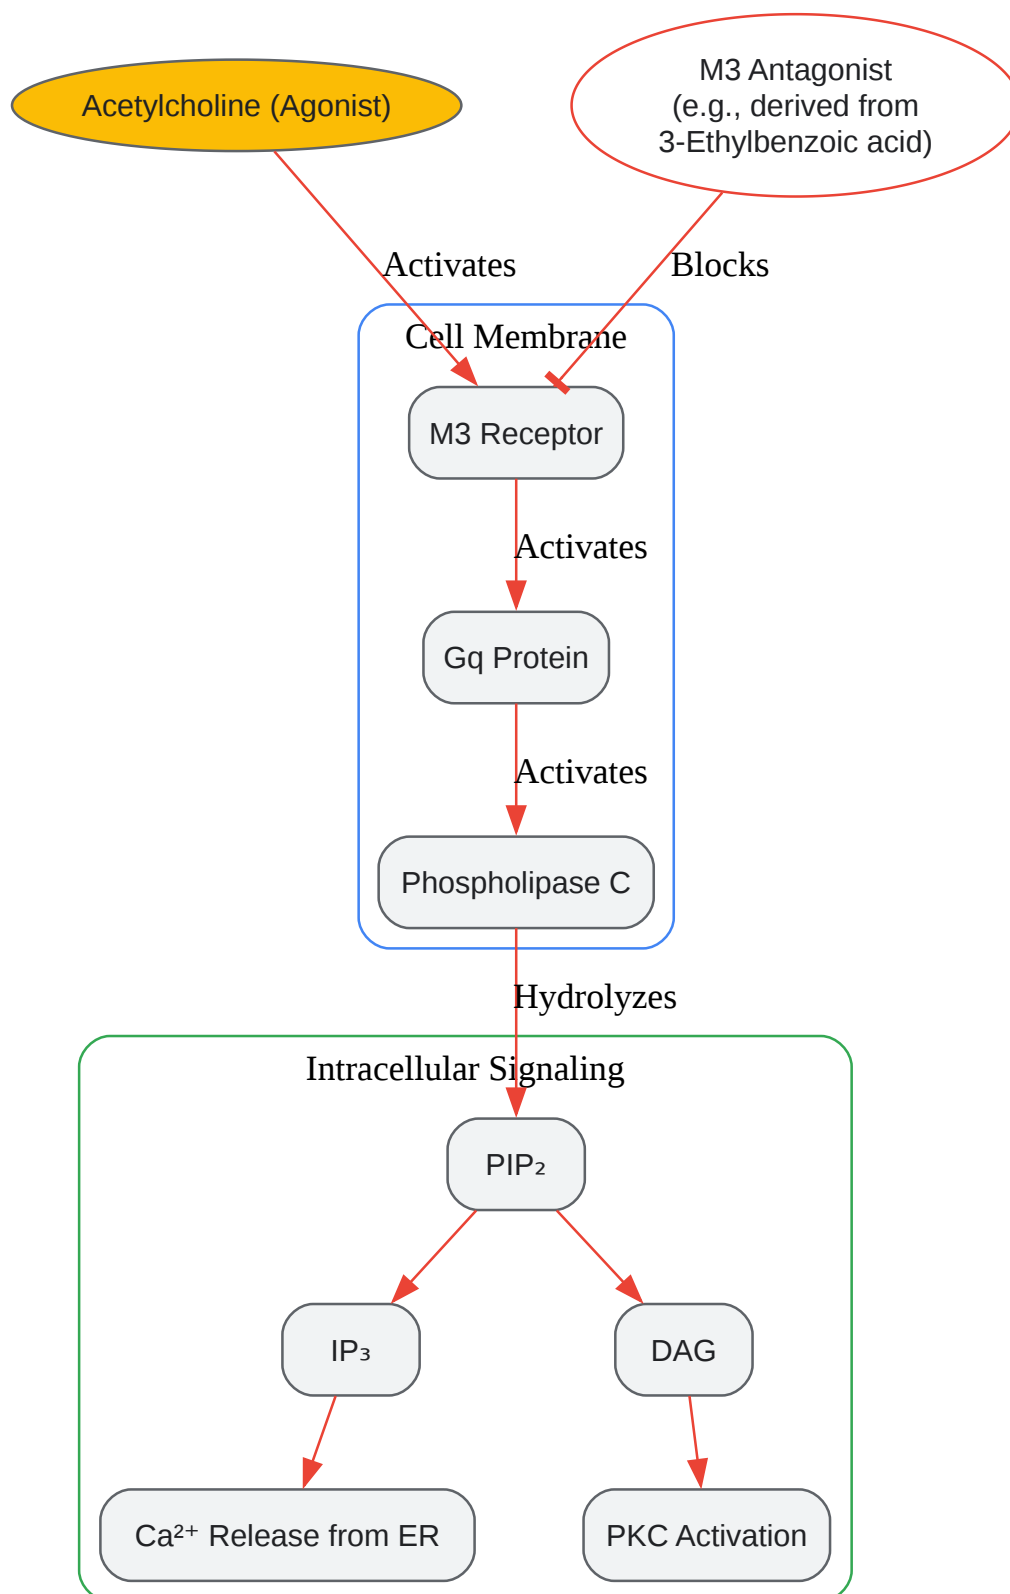 Acetylcholine (Agonist)
M3 Antagonist
(e.g., derived from
3-Ethylbenzoic acid)
Activates
Blocks
Cell Membrane
M3 Receptor
Activates
Gq Protein
Activates
Phospholipase C
Hydrolyzes
Intracellular Signaling
PIP₂
IP₃
DAG
Ca²⁺ Release from ER
PKC Activation